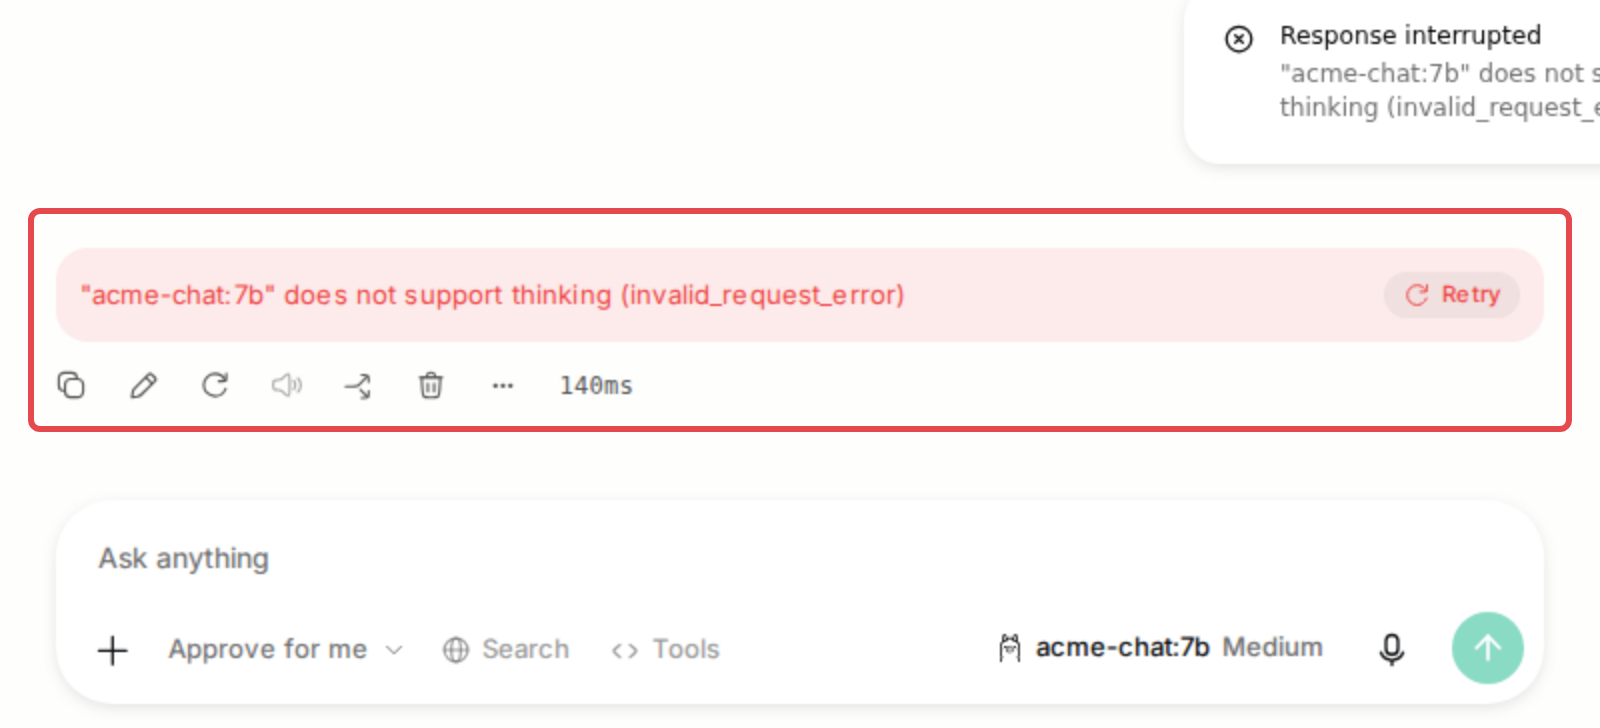 Response interrupted
"acme-chat:7b" does not
thinking
"acme-chat:7b" does not support thinking (invalid_request_error)
Retry
140ms
Ask anything
Approve for me
Search
Tools
acme-chat:7b Medium